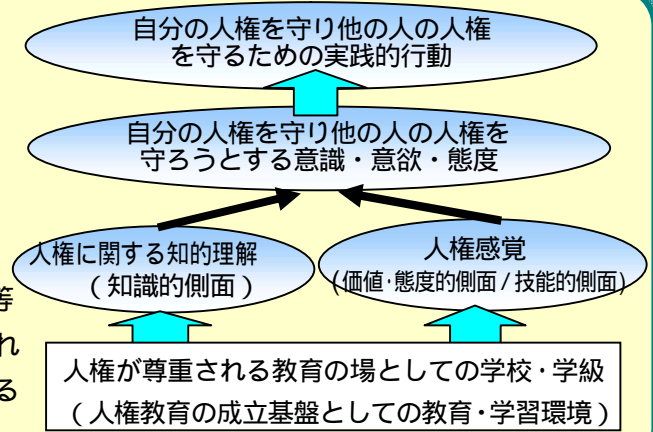 自分の人権を守り他の人の人権
を守るための実践的行動
自分の人権を守り他の人の人権を
守ろうとする意識・意欲・態度
人権に関する知的理解
(知識的側面)
人権感覚
(価値・態度的側面/技能的側面)
等
れ
る
人権が尊重される教育の場としての学校・学級
(人権教育の成立基盤としての教育・学習環境)